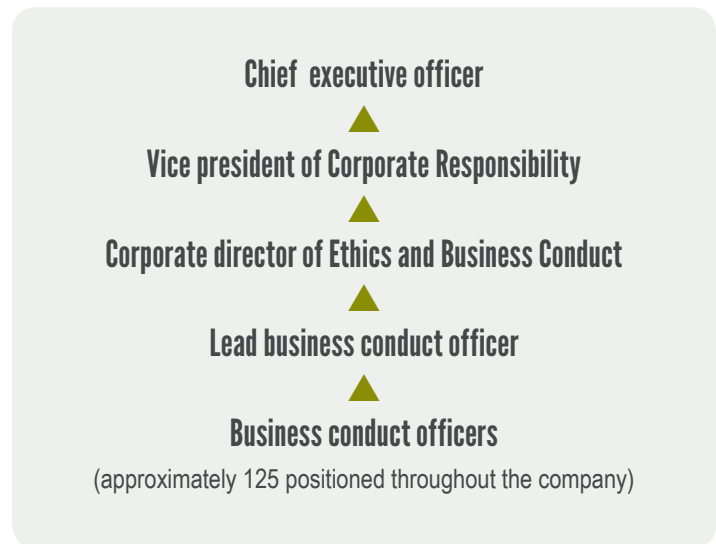 Chief executive officer
Vice president of Corporate Responsibility
Corporate director of Ethics and Business Conduct
Lead business conduct officer
Business conduct officers
(approximately 125 positioned throughout the company)